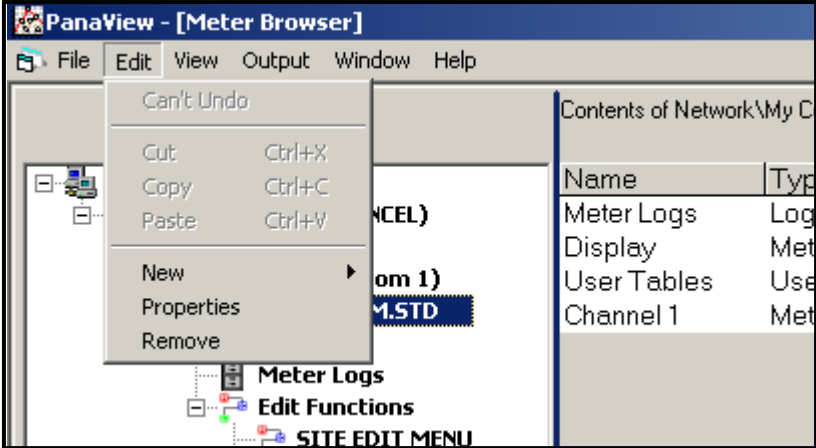 PanaView - [Meter Browser]
File Edit View Output Window Help
Can't Undo
Cut Ctrl+X
Copy Ctrl+C
Paste Ctrl+V
New
Properties
Remove
NCEL)
om 1)
M.STD
Meter Logs
Edit Functions
SITE EDIT MENU
Contents of Network\My C
Name Typ
Meter Logs Log
Display Met
User Tables Use
Channel 1 Met